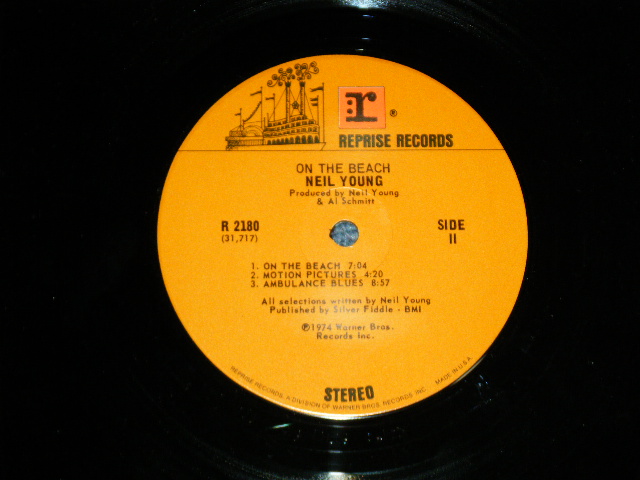 r ®
REPRISE RECORDS
ON THE BEACH
NEIL YOUNG
Produced by Neil Young
& Al Schmitt
R 2180
(31,717)
SIDE
II
1. ON THE BEACH 7:04
2. MOTION PICTURES 4:20
3. AMBULANCE BLUES 8:57
All selections written by Neil Young
Published by Silver Fiddle - BMI
℗1974 Warner Bros.
Records Inc.
STEREO
REPRISE RECORDS, A DIVISION OF WARNER BROS. RECORDS INC. MADE IN U.S.A.